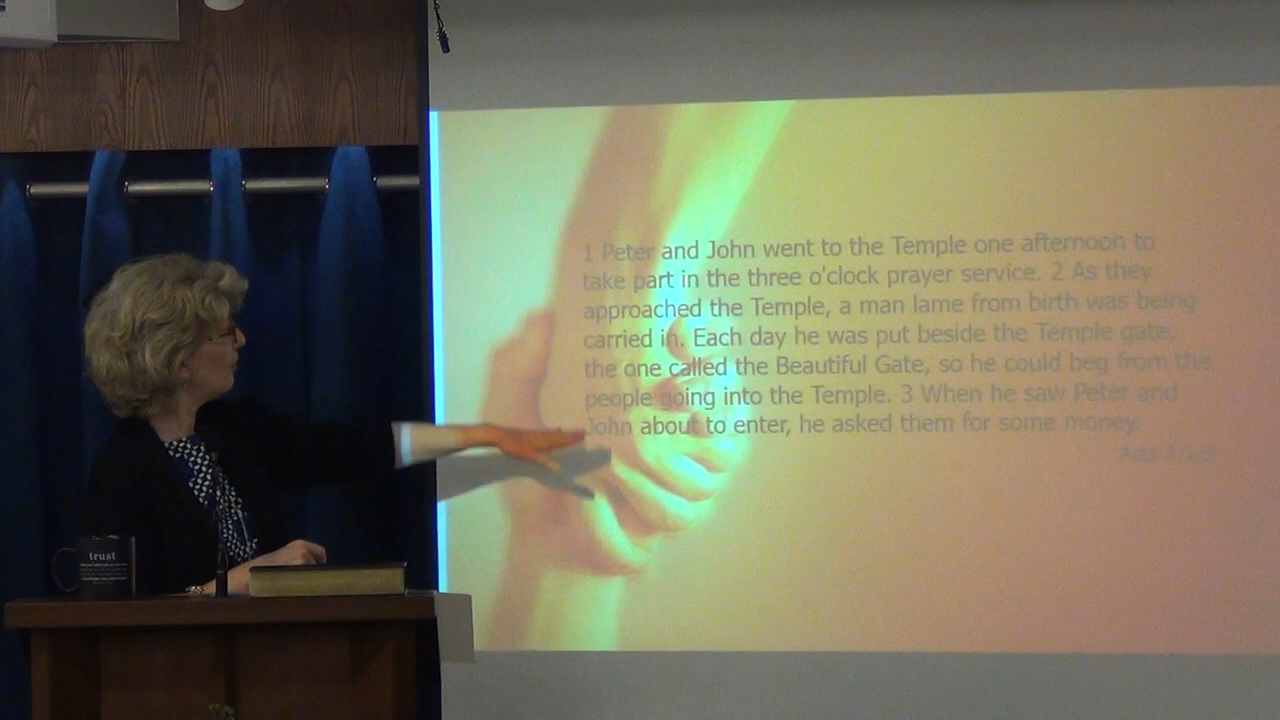 trust
1 Peter and John went to the Temple one afternoon to
take part in the three o'clock prayer service. 2 As they
approached the Temple, a man lame from birth was being
carried in. Each day he was put beside the Temple gate,
the one called the Beautiful Gate, so he could beg from the
people going into the Temple. 3 When he saw Peter and
John about to enter, he asked them for some money.
Acts 3:1-3